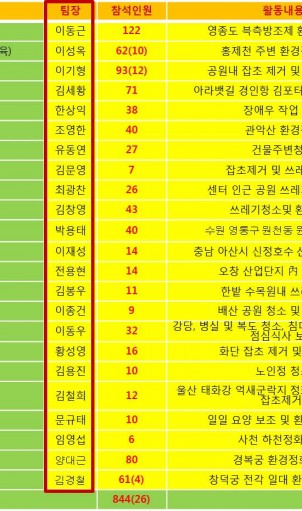 팀장 참석인원 활동내용
이동근 122 영종도 북측방조제
육) 이성옥 62(10) 홍제천 주변 환경
이기형 93(12) 공원내 잡초 제거 및
김세황 71 아라뱃길 경인항 김포터
한상익 38 장애우 작업
조영한 40 관악산 환경
유동연 27 건물주변청
김문영 7 잡초제거 및 쓰레
최광찬 26 센터 인근 공원 쓰레
김창영 43 쓰레기청소및 환
박용태 40 수원 영통구 원천동 원
이재성 14 충남 아산시 신정호수 산
전용현 14 오창 산업단지 內
김봉우 11 한밭 수목원내 쓰
이종건 9 배산 공원 청소 및
이동우 32 강당, 병실 및 복도 청소, 침대
점심식사 보
황성영 16 화단 잡초 제거 및
김용진 10 노인정 청소
김철희 12 울산 태화강 억새군락지 정
잡초제거
문규태 10 일일 요양 보조 및 환
임영섭 6 사천 하천정화
양대근 80 경복궁 환경정화
김경철 61(4) 창덕궁 전각 일대 환
844(26)